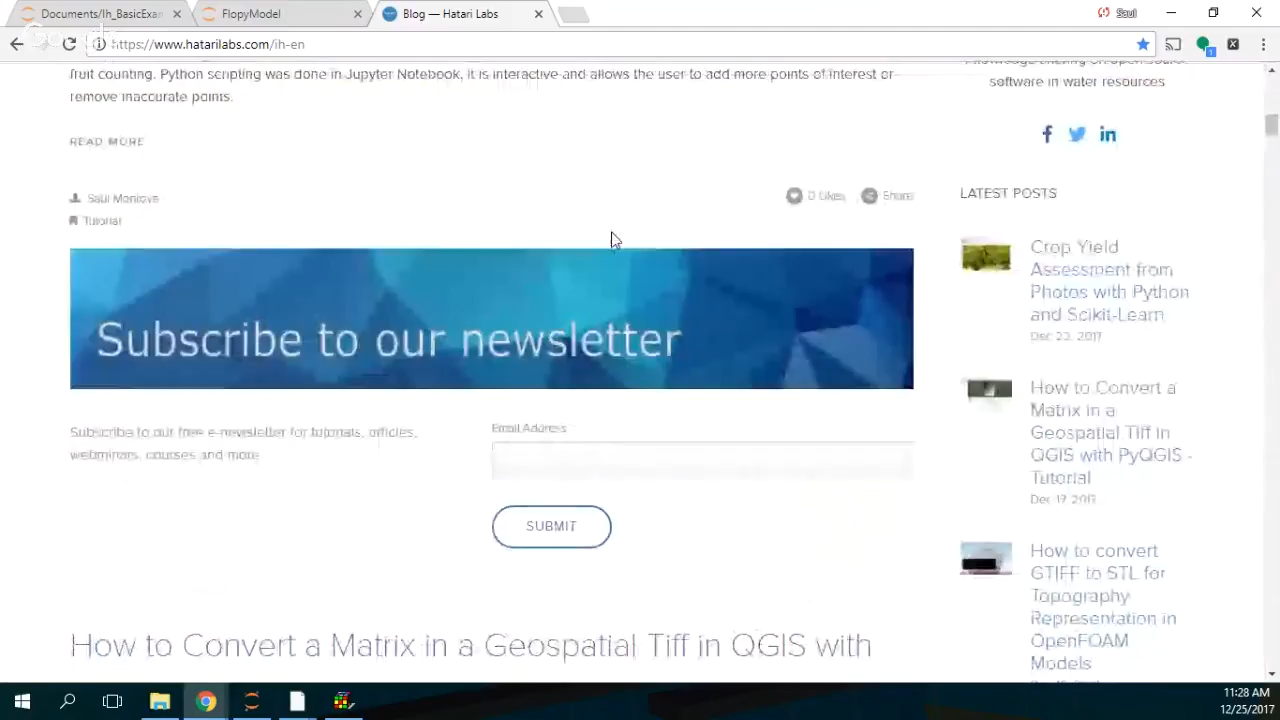 Documents/Ih_BasicExan
FlopyModel
Blog — Hatari Labs
Saul
https://www.hatarilabs.com/ih-en
1
fruit counting. Python scripting was done in Jupyter Notebook, it is interactive and allows the user to add more points of interest or
remove inaccurate points.
software in water resources
READ MORE
Saul Montoya
Tutorial
0 Likes
Share
LATEST POSTS
Subscribe to our newsletter
Crop Yield
Assessment from
Photos with Python
and Scikit-Learn
Subscribe to our free e-newsletter for tutorials, articles,
webminars, courses and more
Email Address
SUBMIT
How to Convert a
Matrix in a
Geospatial Tiff in
QGIS with PyQGIS -
Tutorial
How to convert
GTIFF to STL for
Topography
Representation in
OpenFOAM
Models
How to Convert a Matrix in a Geospatial Tiff in QGIS with
11:28 AM
12/25/2017